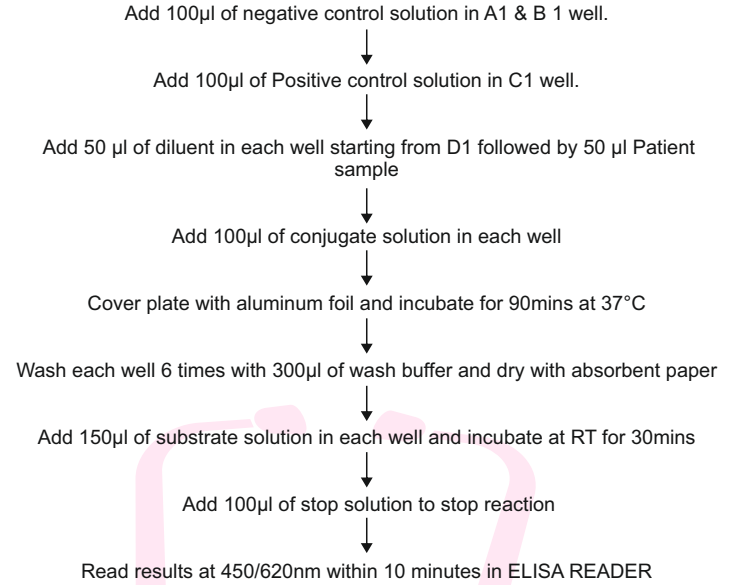 Add 100µl of negative control solution in A1 & B 1 well.
Add 100µl of Positive control solution in C1 well.
Add 50 µl of diluent in each well starting from D1 followed by 50 µl Patient
sample
Add 100µl of conjugate solution in each well
Cover plate with aluminum foil and incubate for 90mins at 37°C
Wash each well 6 times with 300µl of wash buffer and dry with absorbent paper
Add 150µl of substrate solution in each well and incubate at RT for 30mins
Add 100µl of stop solution to stop reaction
Read results at 450/620nm within 10 minutes in ELISA READER